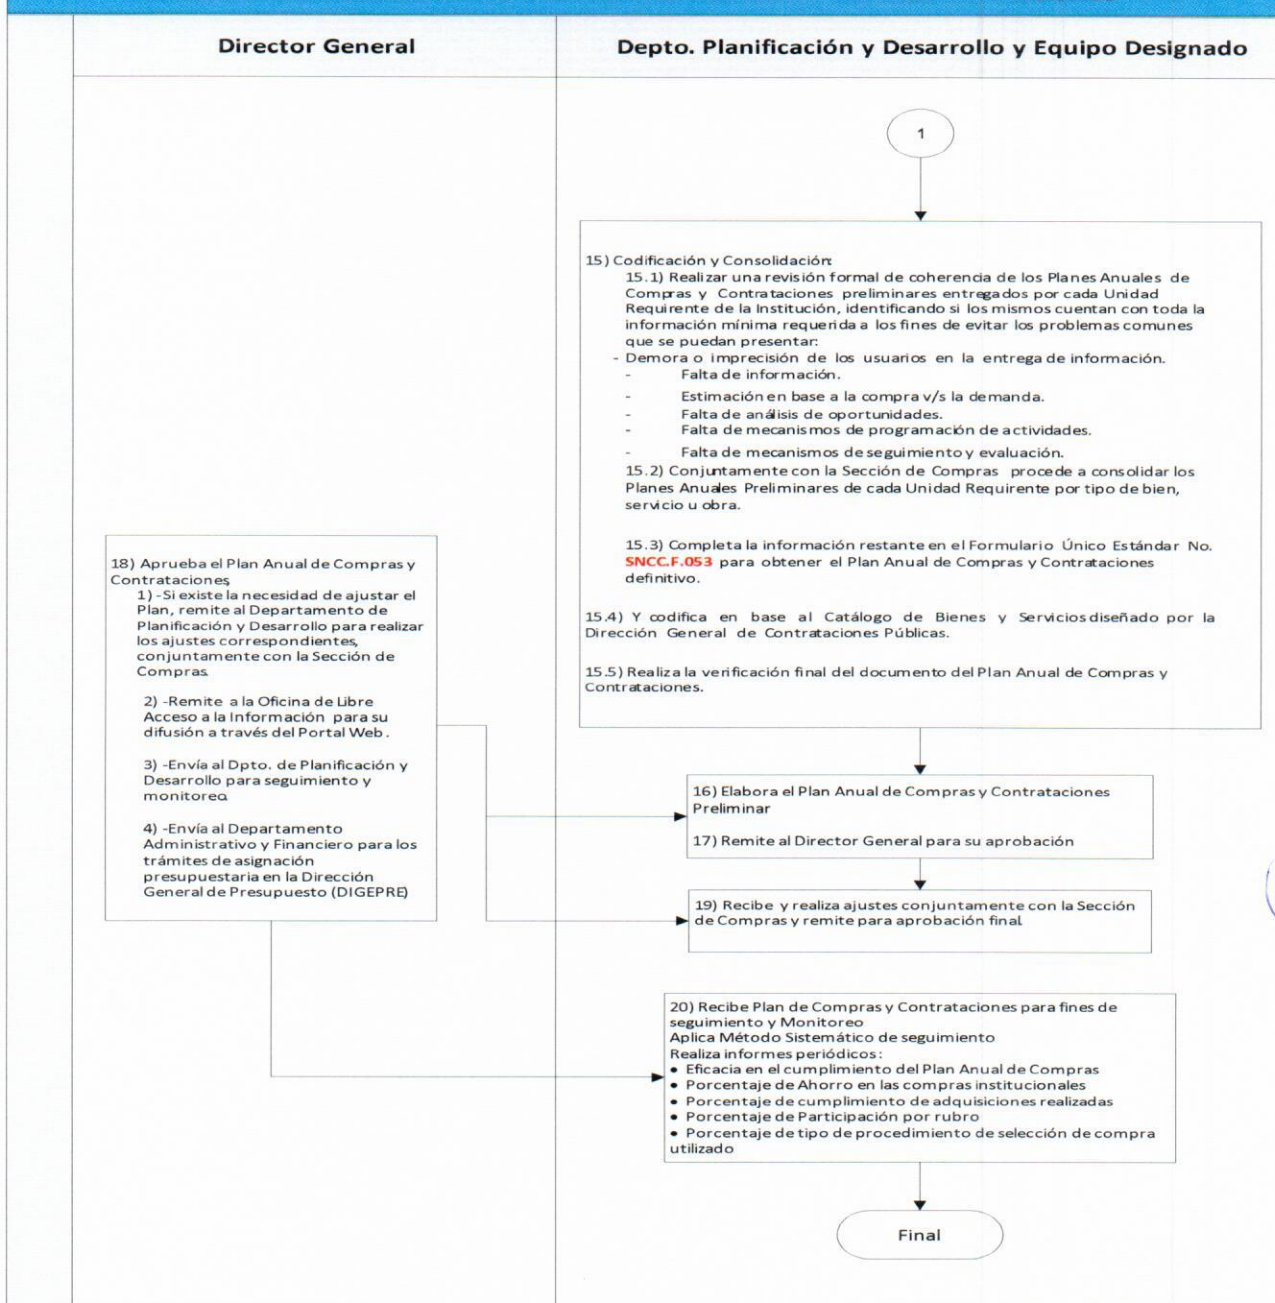 Director General
Depto. Planificación y Desarrollo y Equipo Designado
1
15) Codificación y Consolidación:
15.1) Realizar una revisión formal de coherencia de los Planes Anuales de
Compras y Contrataciones preliminares entregados por cada Unidad
Requirente de la Institución, identificando si los mismos cuentan con toda la
información mínima requerida a los fines de evitar los problemas comunes
que se puedan presentar:
- Demora o imprecisión de los usuarios en la entrega de información.
- Falta de información.
- Estimación en base a la compra v/s la demanda.
- Falta de análisis de oportunidades.
- Falta de mecanismos de programación de actividades.
- Falta de mecanismos de seguimiento y evaluación.
15.2) Conjuntamente con la Sección de Compras procede a consolidar los
Planes Anuales Preliminares de cada Unidad Requirente por tipo de bien,
servicio u obra.
15.3) Completa la información restante en el Formulario Único Estándar No.
SNCC.F.053 para obtener el Plan Anual de Compras y Contrataciones
definitivo.
15.4) Y codifica en base al Catálogo de Bienes y Servicios diseñado por la
Dirección General de Contrataciones Públicas.
15.5) Realiza la verificación final del documento del Plan Anual de Compras y
Contrataciones.
18) Aprueba el Plan Anual de Compras y
Contrataciones,
1) -Si existe la necesidad de ajustar el
Plan, remite al Departamento de
Planificación y Desarrollo para realizar
los ajustes correspondientes,
conjuntamente con la Sección de
Compras.
2) -Remite a la Oficina de Libre
Acceso a la Información para su
difusión a través del Portal Web.
3) -Envía al Dpto. de Planificación y
Desarrollo para seguimiento y
monitoreo.
4) -Envía al Departamento
Administrativo y Financiero para los
trámites de asignación
presupuestaria en la Dirección
General de Presupuesto (DIGEPRE)
16) Elabora el Plan Anual de Compras y Contrataciones
Preliminar
17) Remite al Director General para su aprobación
19) Recibe y realiza ajustes conjuntamente con la Sección
de Compras y remite para aprobación final.
20) Recibe Plan de Compras y Contrataciones para fines de
seguimiento y Monitoreo
Aplica Método Sistemático de seguimiento
Realiza informes periódicos:
• Eficacia en el cumplimiento del Plan Anual de Compras
• Porcentaje de Ahorro en las compras institucionales
• Porcentaje de cumplimiento de adquisiciones realizadas
• Porcentaje de Participación por rubro
• Porcentaje de tipo de procedimiento de selección de compra
utilizado
Final